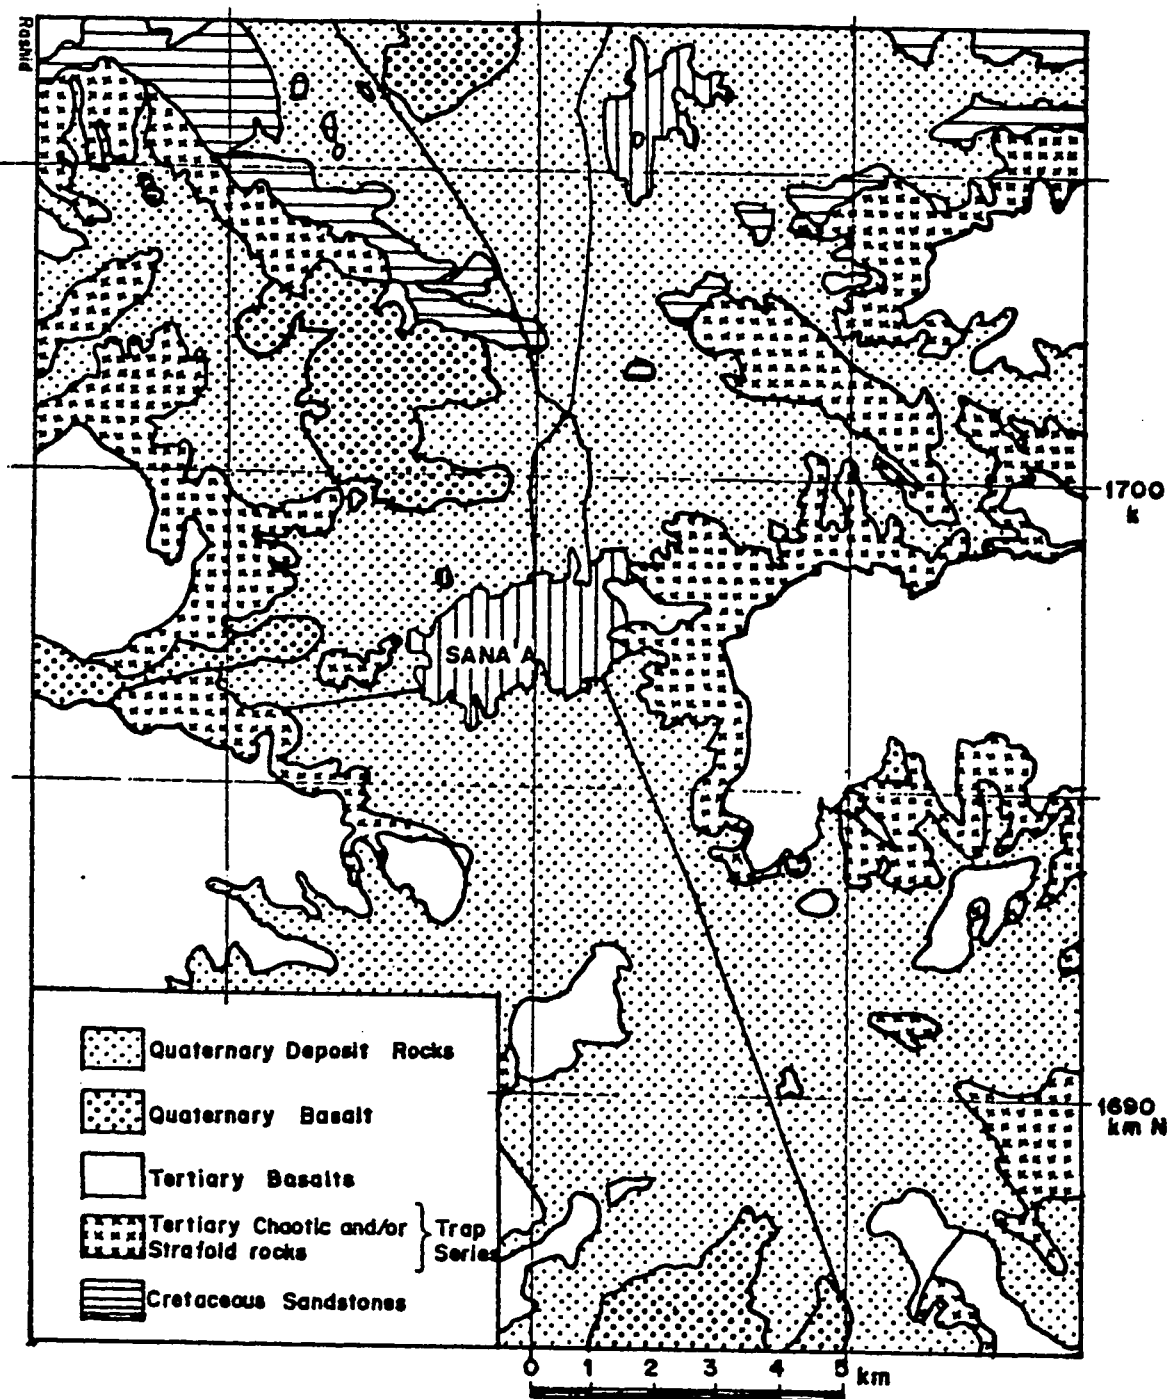 Rashid
SANA'A
1700
k
1690
km N
Quaternary Deposit Rocks
Quaternary Basalt
Tertiary Basalts
Tertiary Chaotic and/or
Strafold rocks
Trap
Series
Cretaceous Sandstones
0 1 2 3 4 5 km